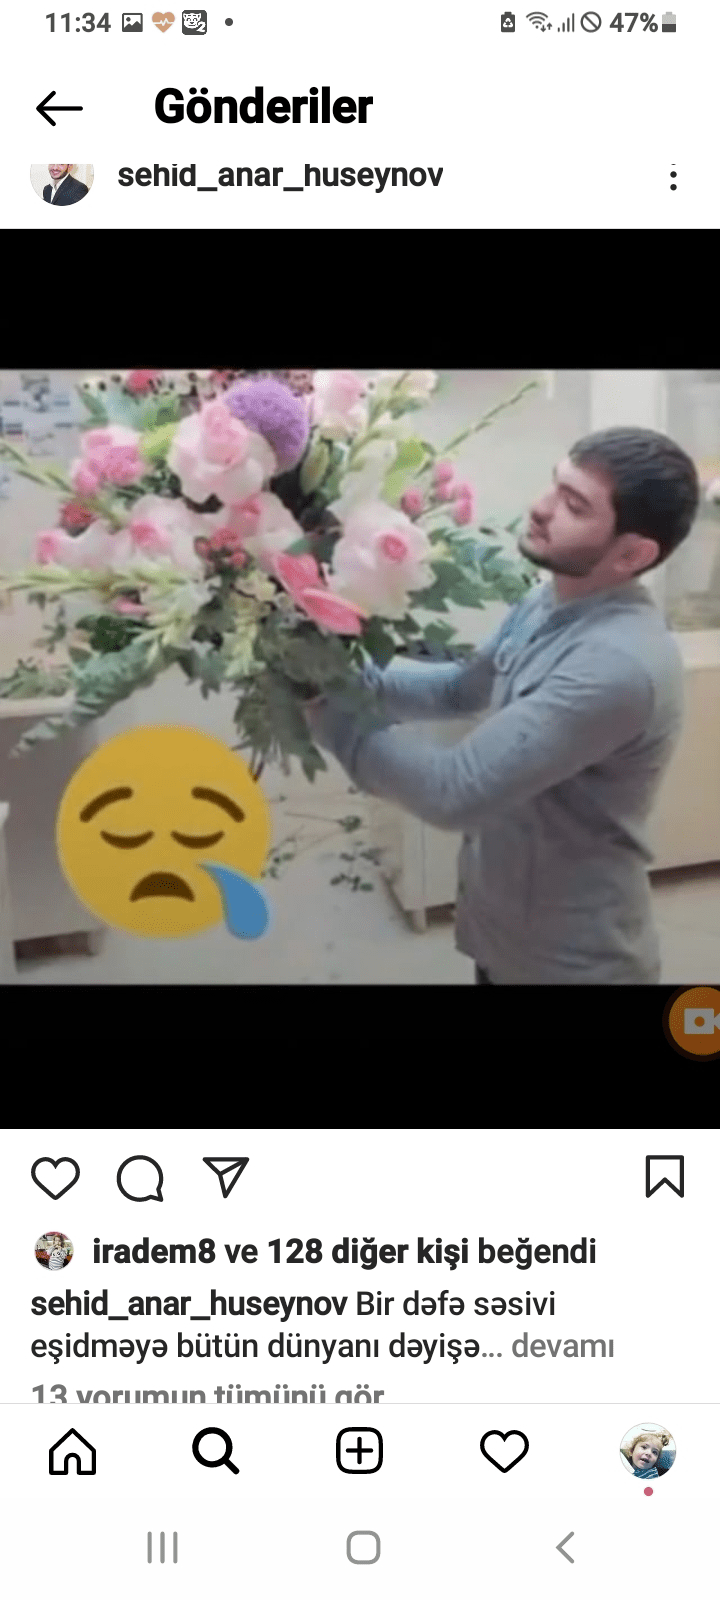 11:34
47%
Gönderiler
sehid_anar_huseynov
iradem8 ve 128 diğer kişi beğendi
sehid_anar_huseynov Bir dəfə səsivi
eşidməyə bütün dünyanı dəyişə... devamı
13 yorumun tümünü gör